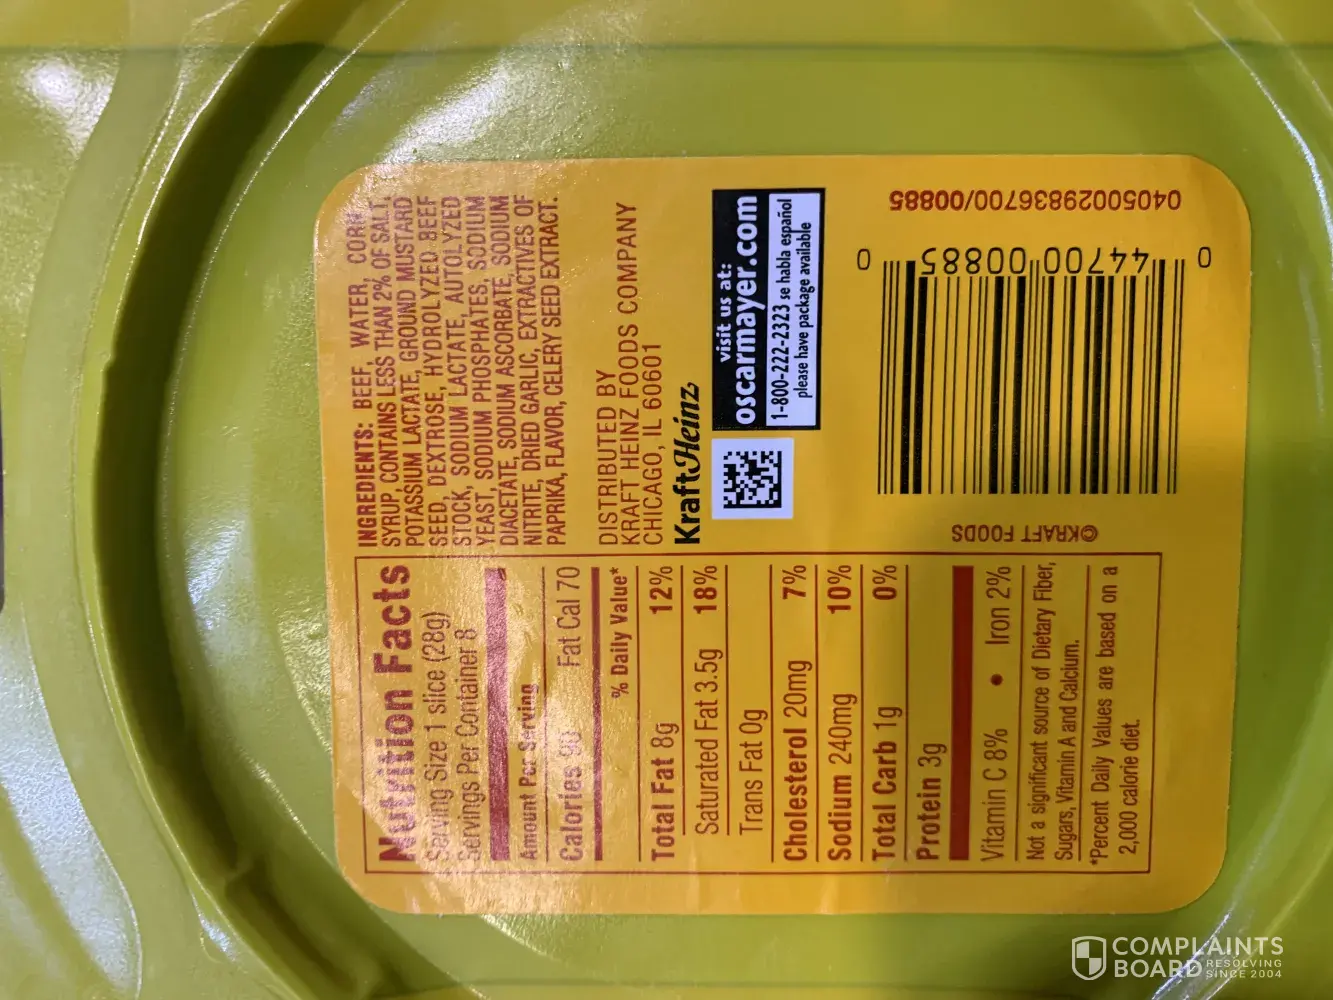 Nutrition Facts
Serving Size 1 slice (28g)
Servings Per Container 8
Amount Per Serving
Calories 90 Fat Cal 70
% Daily Value*
Total Fat 8g 12%
Saturated Fat 3.5g 18%
Trans Fat 0g
Cholesterol 20mg 7%
Sodium 240mg 10%
Total Carb 1g 0%
Protein 3g
Vitamin C 8% • Iron 2%
Not a significant source of Dietary Fiber,
Sugars, Vitamin A and Calcium.
*Percent Daily Values are based on a
2,000 calorie diet.
INGREDIENTS: BEEF, WATER, CORN
SYRUP, CONTAINS LESS THAN 2% OF SALT,
POTASSIUM LACTATE, GROUND MUSTARD
SEED, DEXTROSE, HYDROLYZED BEEF
STOCK, SODIUM LACTATE, AUTOLYZED
YEAST, SODIUM PHOSPHATES, SODIUM
DIACETATE, SODIUM ASCORBATE, SODIUM
NITRITE, DRIED GARLIC, EXTRACTIVES OF
PAPRIKA, FLAVOR, CELERY SEED EXTRACT.
DISTRIBUTED BY
KRAFT HEINZ FOODS COMPANY
CHICAGO, IL 60601
KraftHeinz
visit us at:
oscarmayer.com
1-800-222-2323 se habla español
please have package available
©KRAFT FOODS
0 44700 00885 0
04050029836700/00885
COMPLAINTS
BOARD RESOLVING
SINCE 2004